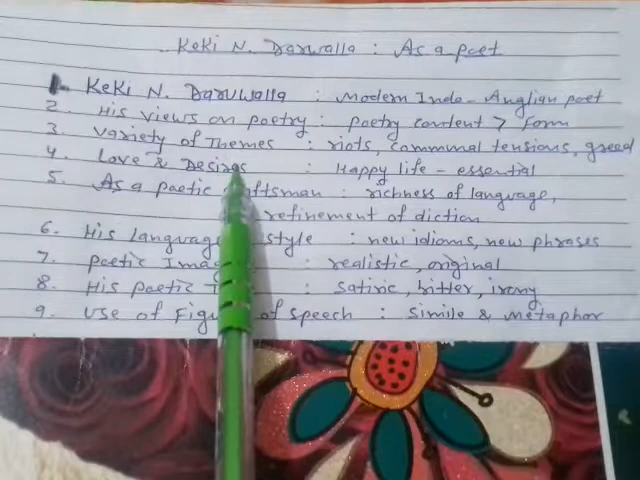 Keki N. Daruwalla : As a poet
1. Keki N. Daruwalla : Modern Indo-Anglian poet
2. His views on poetry : poetry content > form
3. Variety of Themes : riots, communal tensions, greed
4. Love & Desires : Happy life - essential
5. As a poetic craftsman : richness of language,
refinement of diction
6. His Language style : new idioms, new phrases
7. Poetic : realistic, original
8. His Poetic : satiric, bitter, irony
9. Use of of speech : simile & metaphor